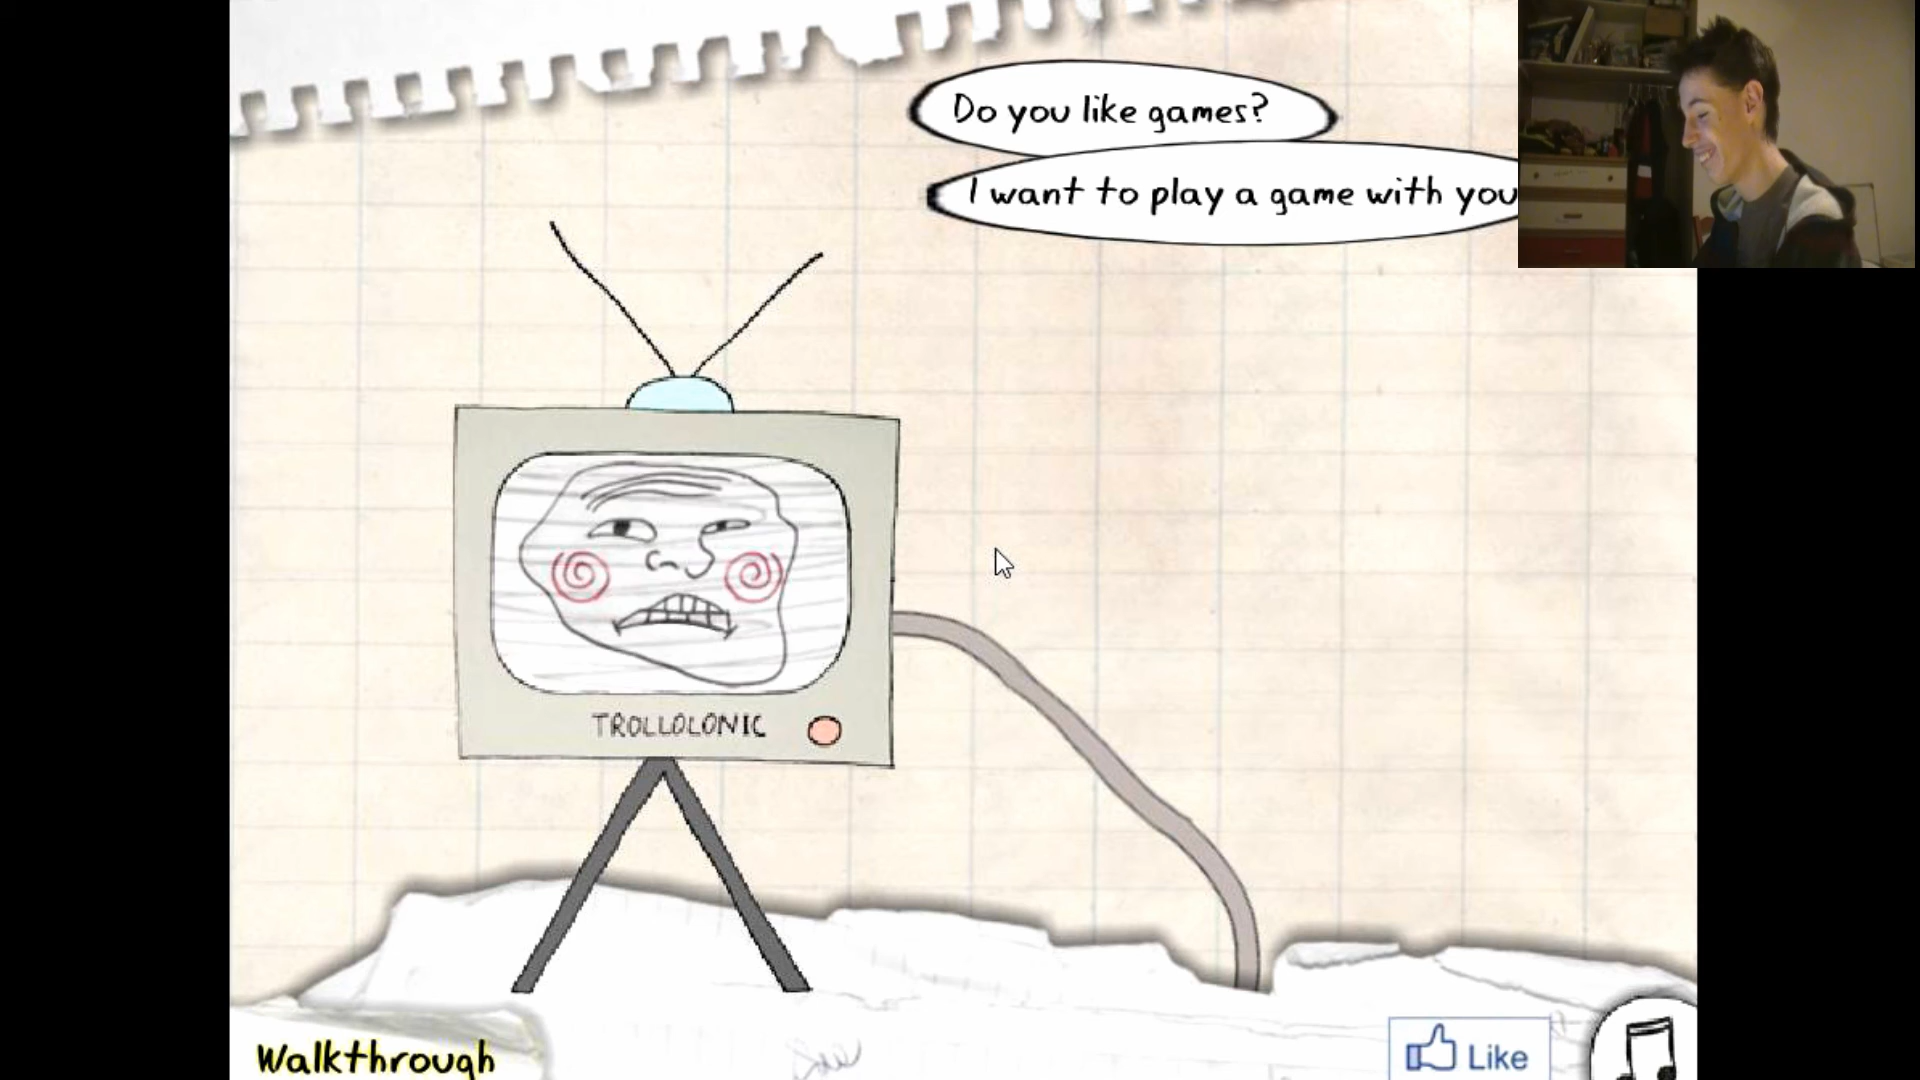 Do you like games?
I want to play a game with you
TROLLOLONIC
Walkthrough
Like